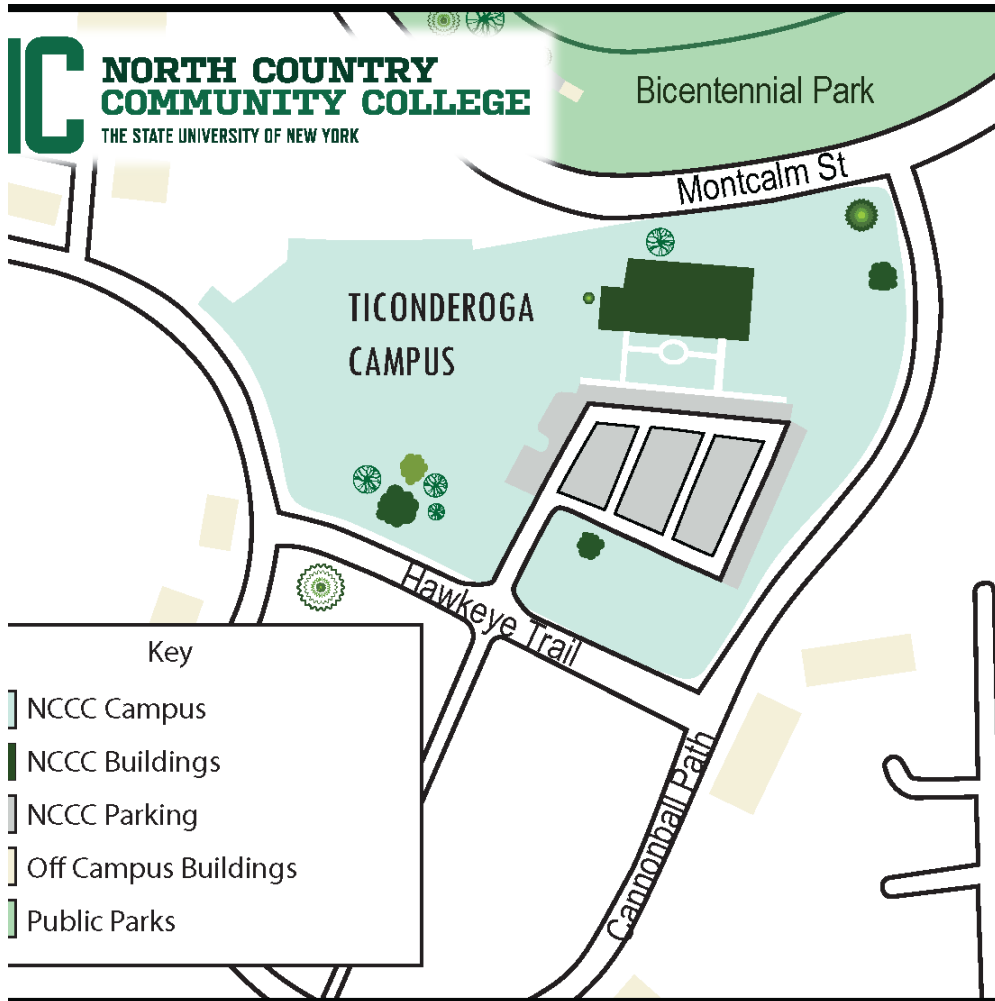 IC
NORTH COUNTRY
COMMUNITY COLLEGE
THE STATE UNIVERSITY OF NEW YORK
Bicentennial Park
Montcalm St
TICONDEROGA
CAMPUS
Hawkeye Trail
Cannonball Path
Key
NCCC Campus
NCCC Buildings
NCCC Parking
Off Campus Buildings
Public Parks